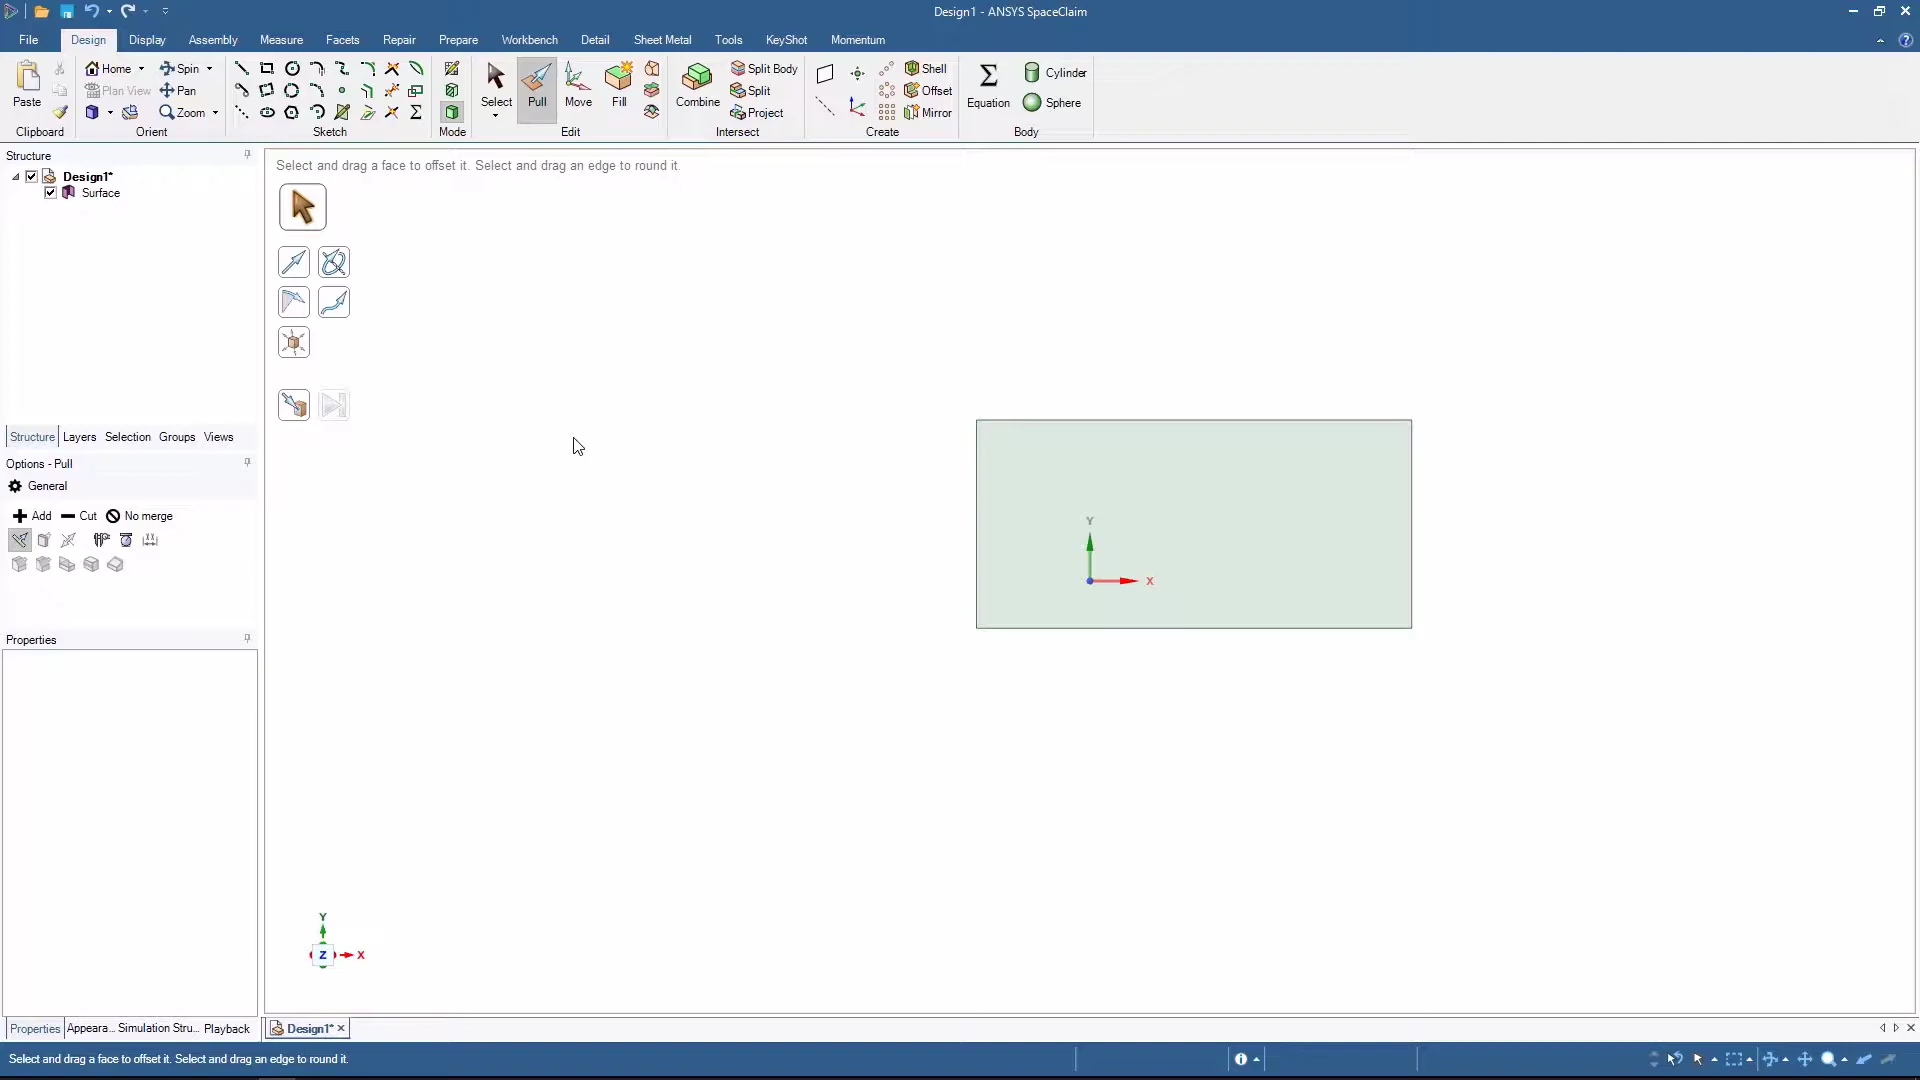 Design1 - ANSYS SpaceClaim
File Design Display Assembly Measure Facets Repair Prepare Workbench Detail Sheet Metal Tools KeyShot Momentum
Paste
Clipboard
Home Spin
Plan View Pan
Zoom
Orient
Sketch
Mode
Select Pull Move Fill
Edit
Combine
Split Body
Split
Project
Intersect
Shell
Offset
Mirror
Create
Equation
Cylinder
Sphere
Body
Structure
Design1*
Surface
Structure Layers Selection Groups Views
Options - Pull
General
Add Cut No merge
Properties
Properties Appeara... Simulation Stru... Playback
Select and drag a face to offset it. Select and drag an edge to round it.
Y
X
Y
Z X
Design1*
Select and drag a face to offset it. Select and drag an edge to round it.